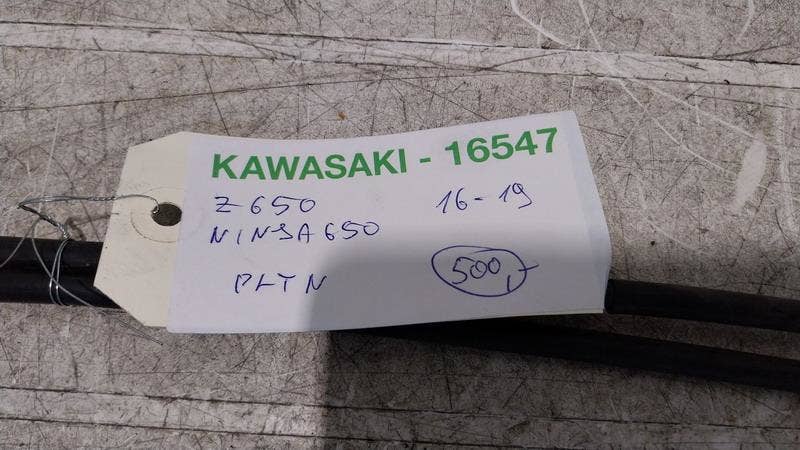 KAWASAKI - 16547
Z650 16-19
NINJA650
PLYN 500,-